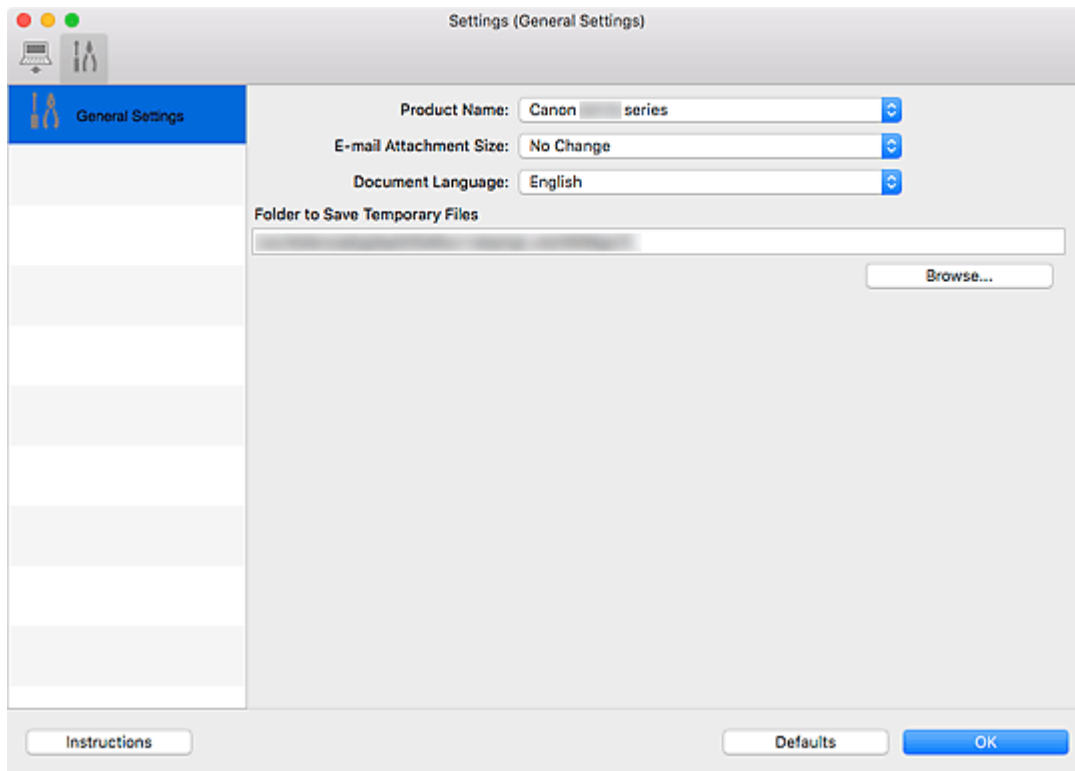 Settings (General Settings)
General Settings
Product Name: Canon series
E-mail Attachment Size: No Change
Document Language: English
Folder to Save Temporary Files
Browse...
Instructions Defaults OK